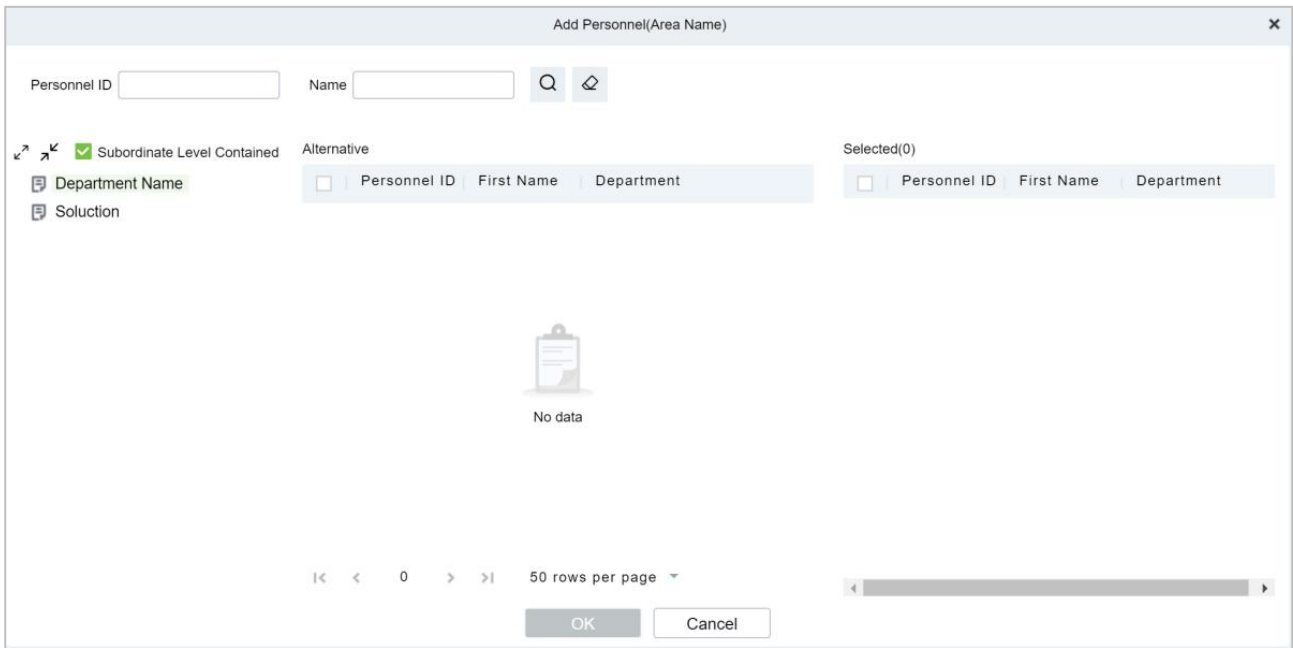 Add Personnel(Area Name)
Personnel ID Name
Subordinate Level Contained
Department Name
Soluction
Alternative
Personnel ID First Name Department
No data
0 50 rows per page
Selected(0)
Personnel ID First Name Department
OK Cancel